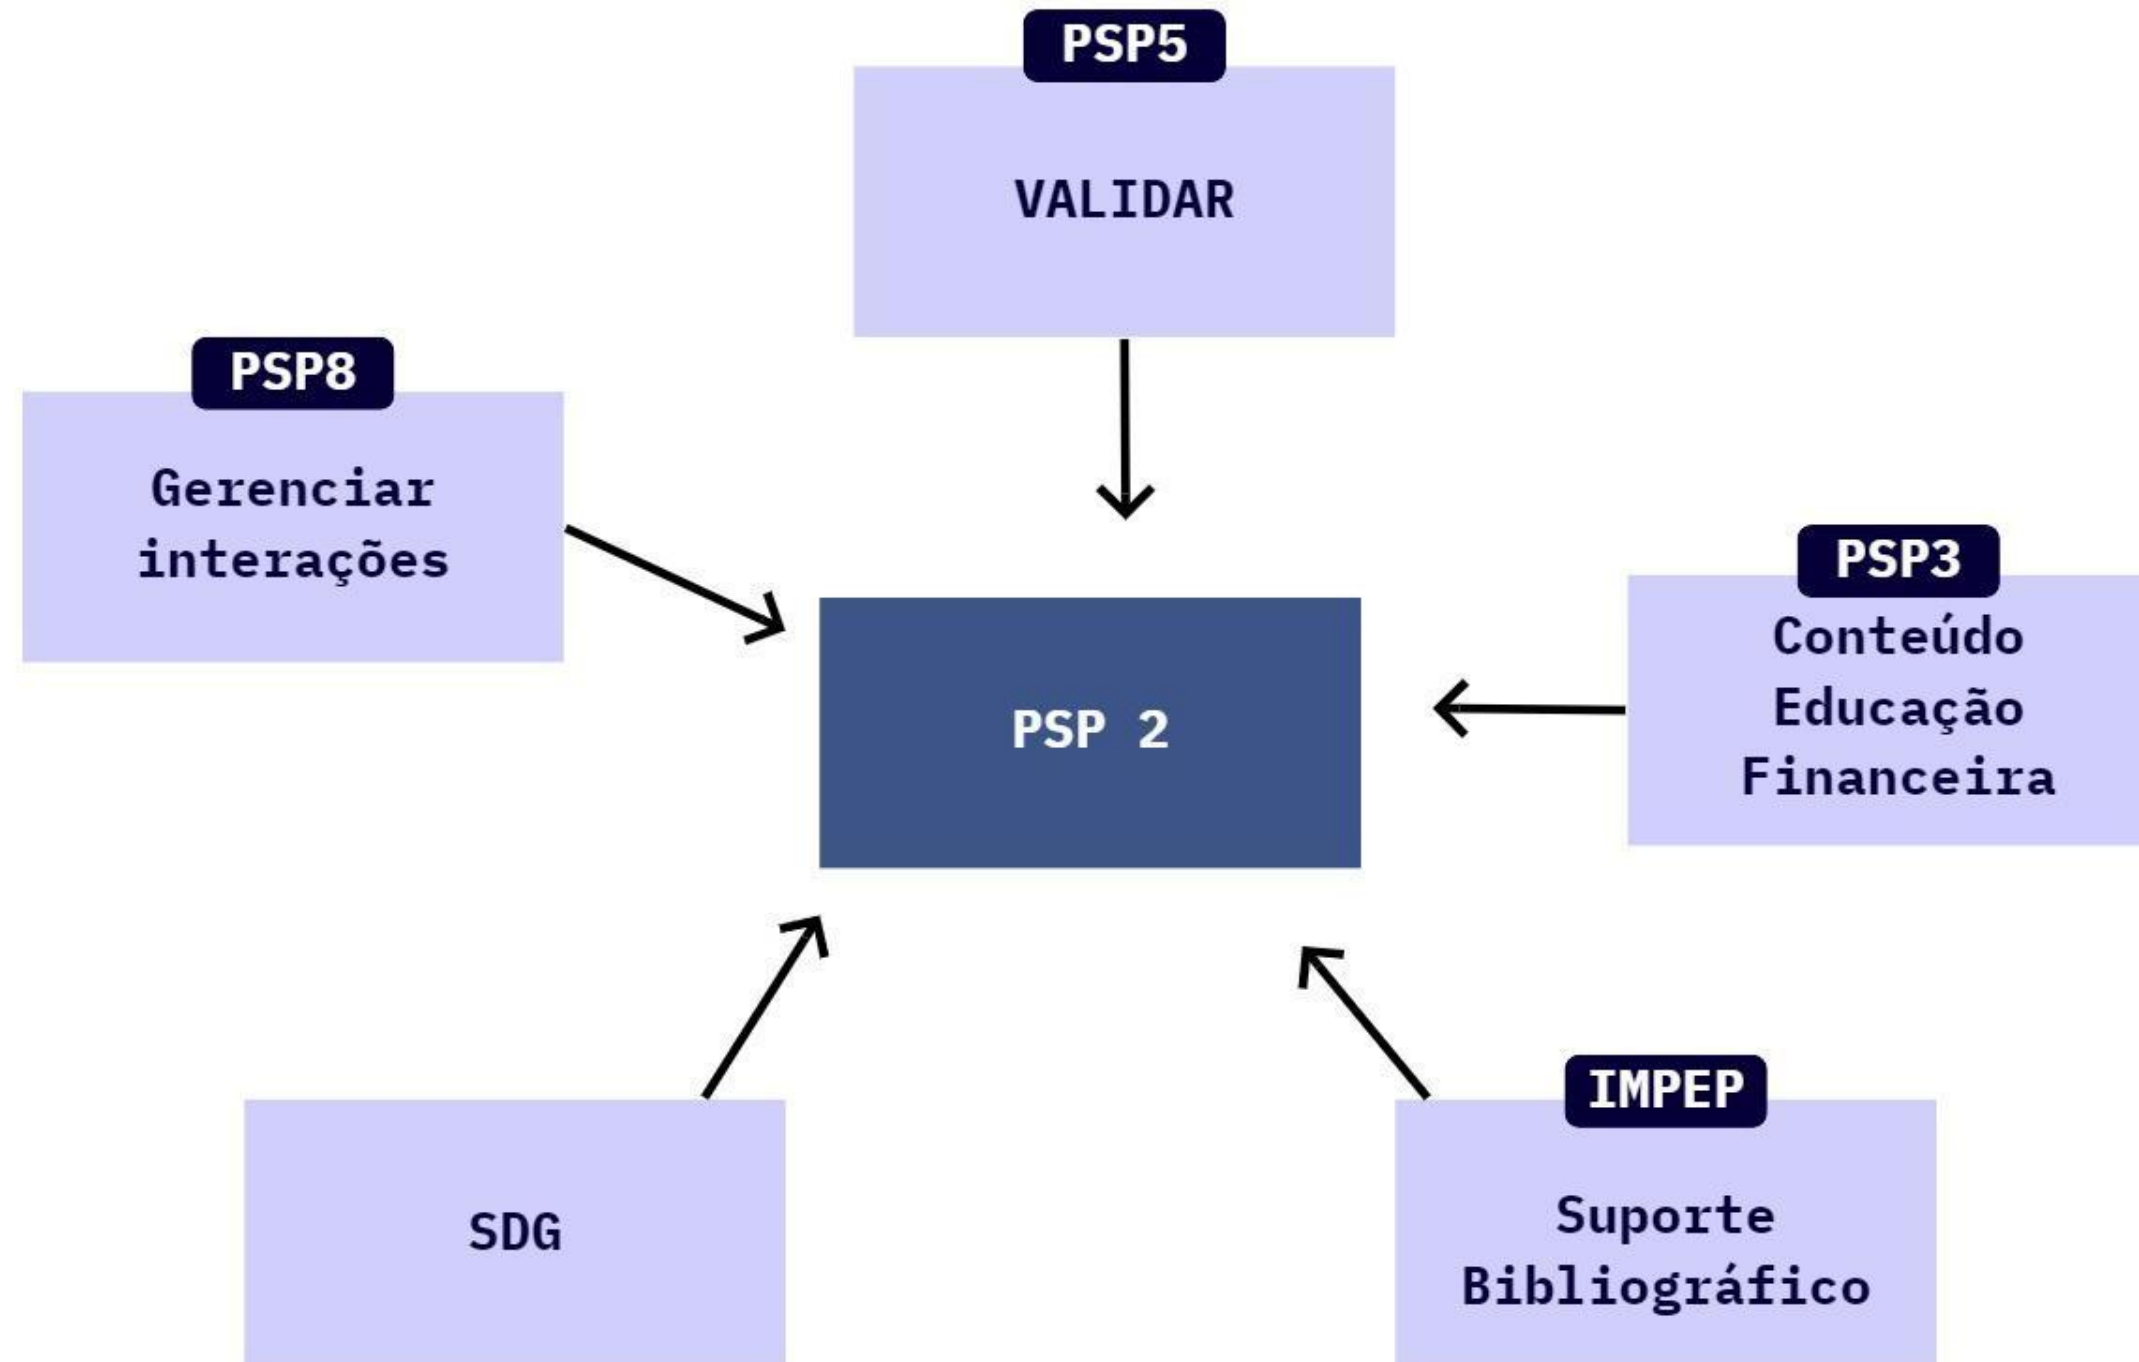 PSP5
VALIDAR
PSP8
Gerenciar
interações
PSP3
Conteúdo
Educação
Financeira
PSP 2
IMPEP
Suporte
Bibliográfico
SDG